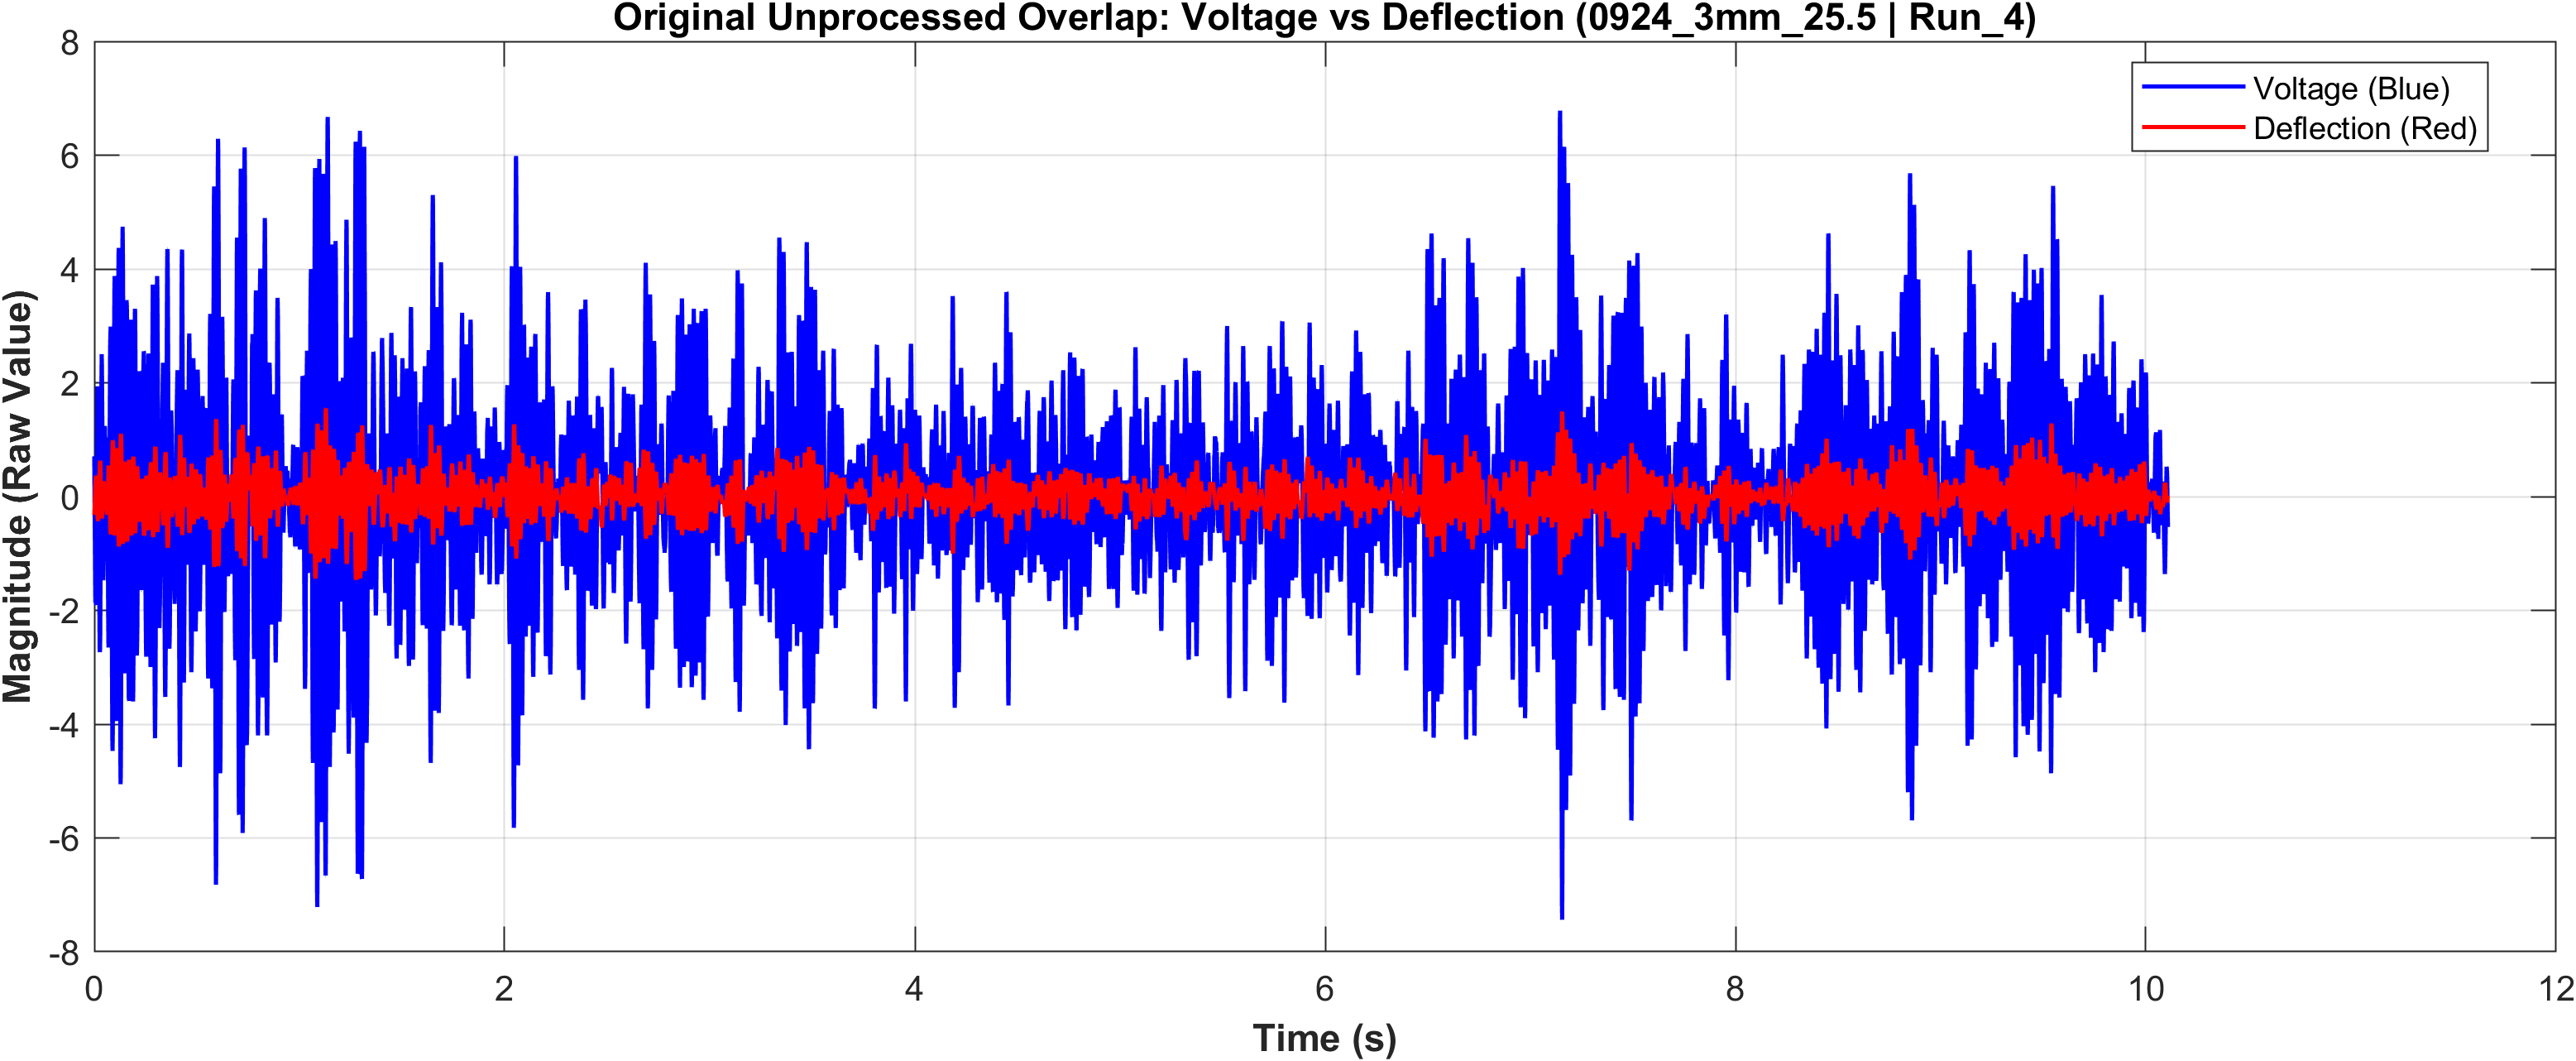 Original Unprocessed Overlap: Voltage vs Deflection (0924_3mm_25.5 | Run_4)
Voltage (Blue)
Deflection (Red)
Magnitude (Raw Value)
8
6
4
2
0
-2
-4
-6
-8
0 2 4 6 8 10 12
Time (s)